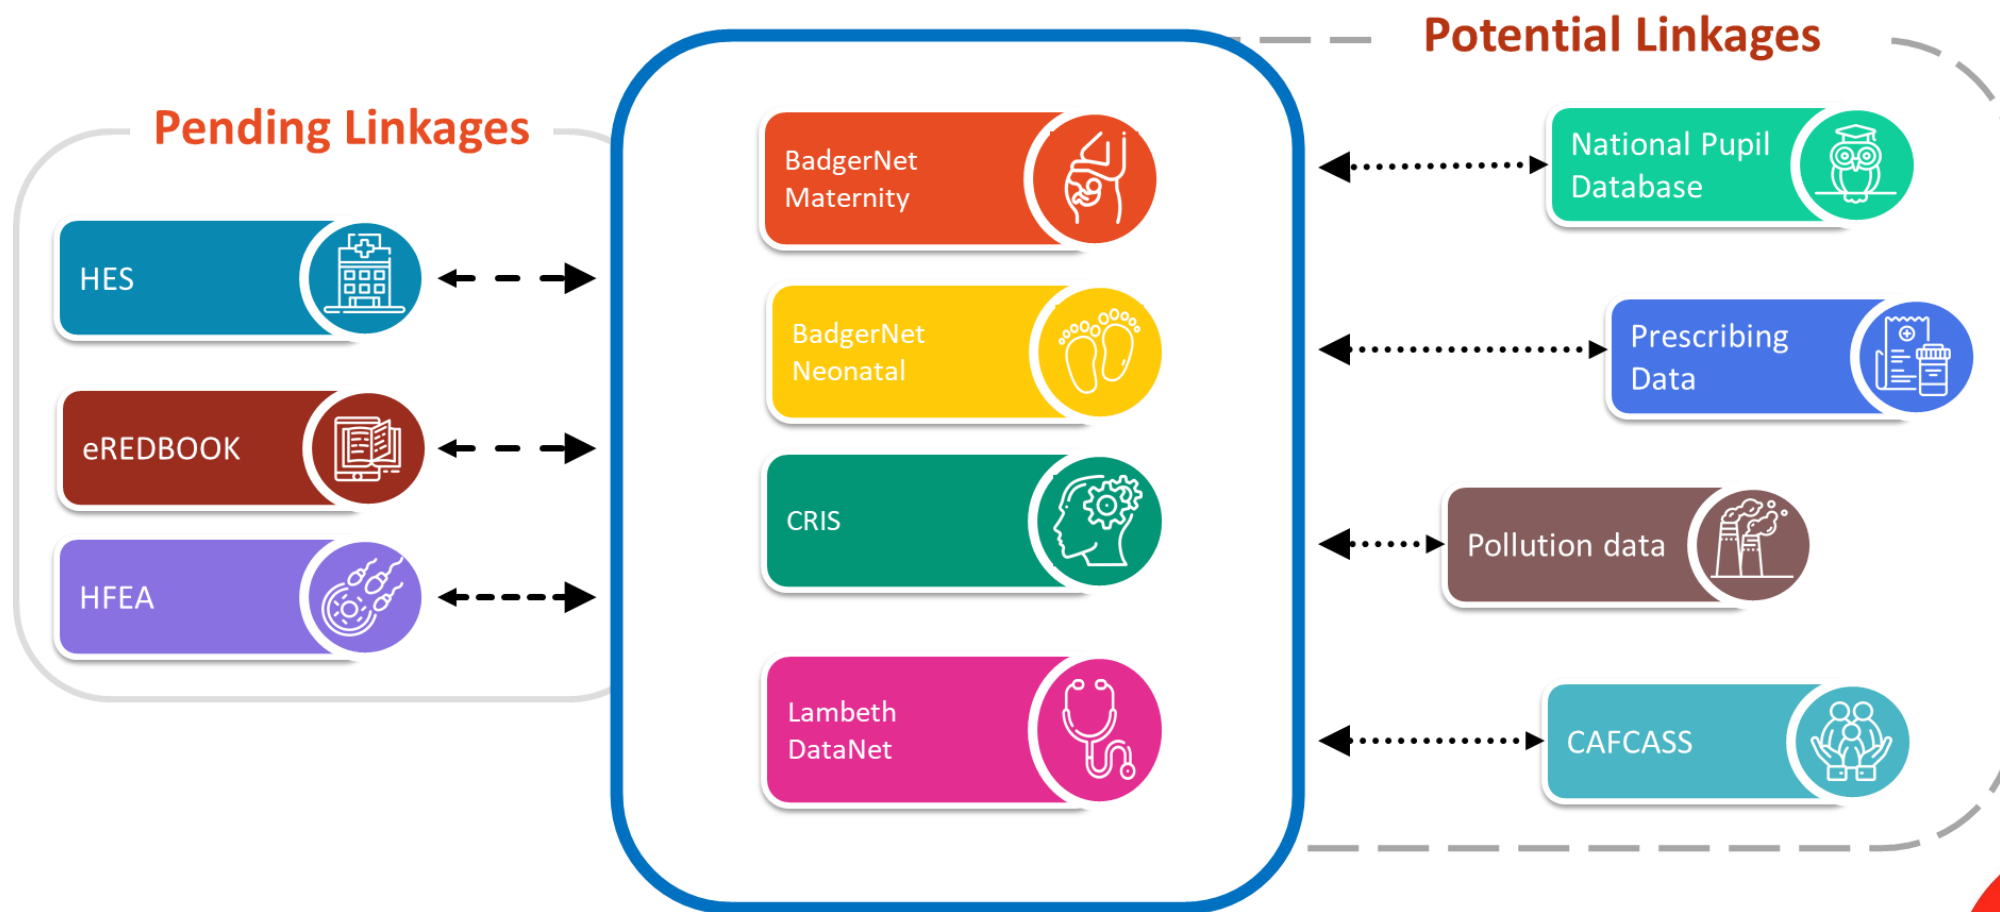 Pending Linkages
HES
eREDBOOK
HFEA
BadgerNet
Maternity
BadgerNet
Neonatal
CRIS
Lambeth
DataNet
Potential Linkages
National Pupil
Database
Prescribing
Data
Pollution data
CAFCASS